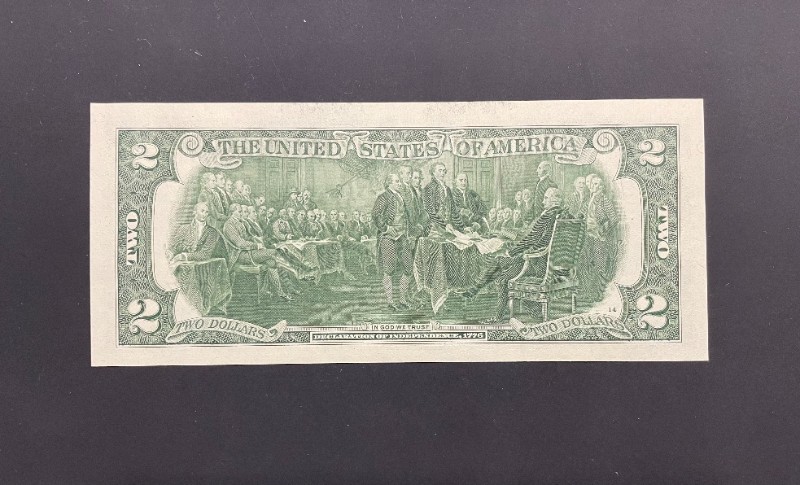 2 THE UNITED STATES OF AMERICA 2
TWO TWO
14
2 TWO DOLLARS IN GOD WE TRUST TWO DOLLARS 2
DECLARATION OF INDEPENDENCE, 1776